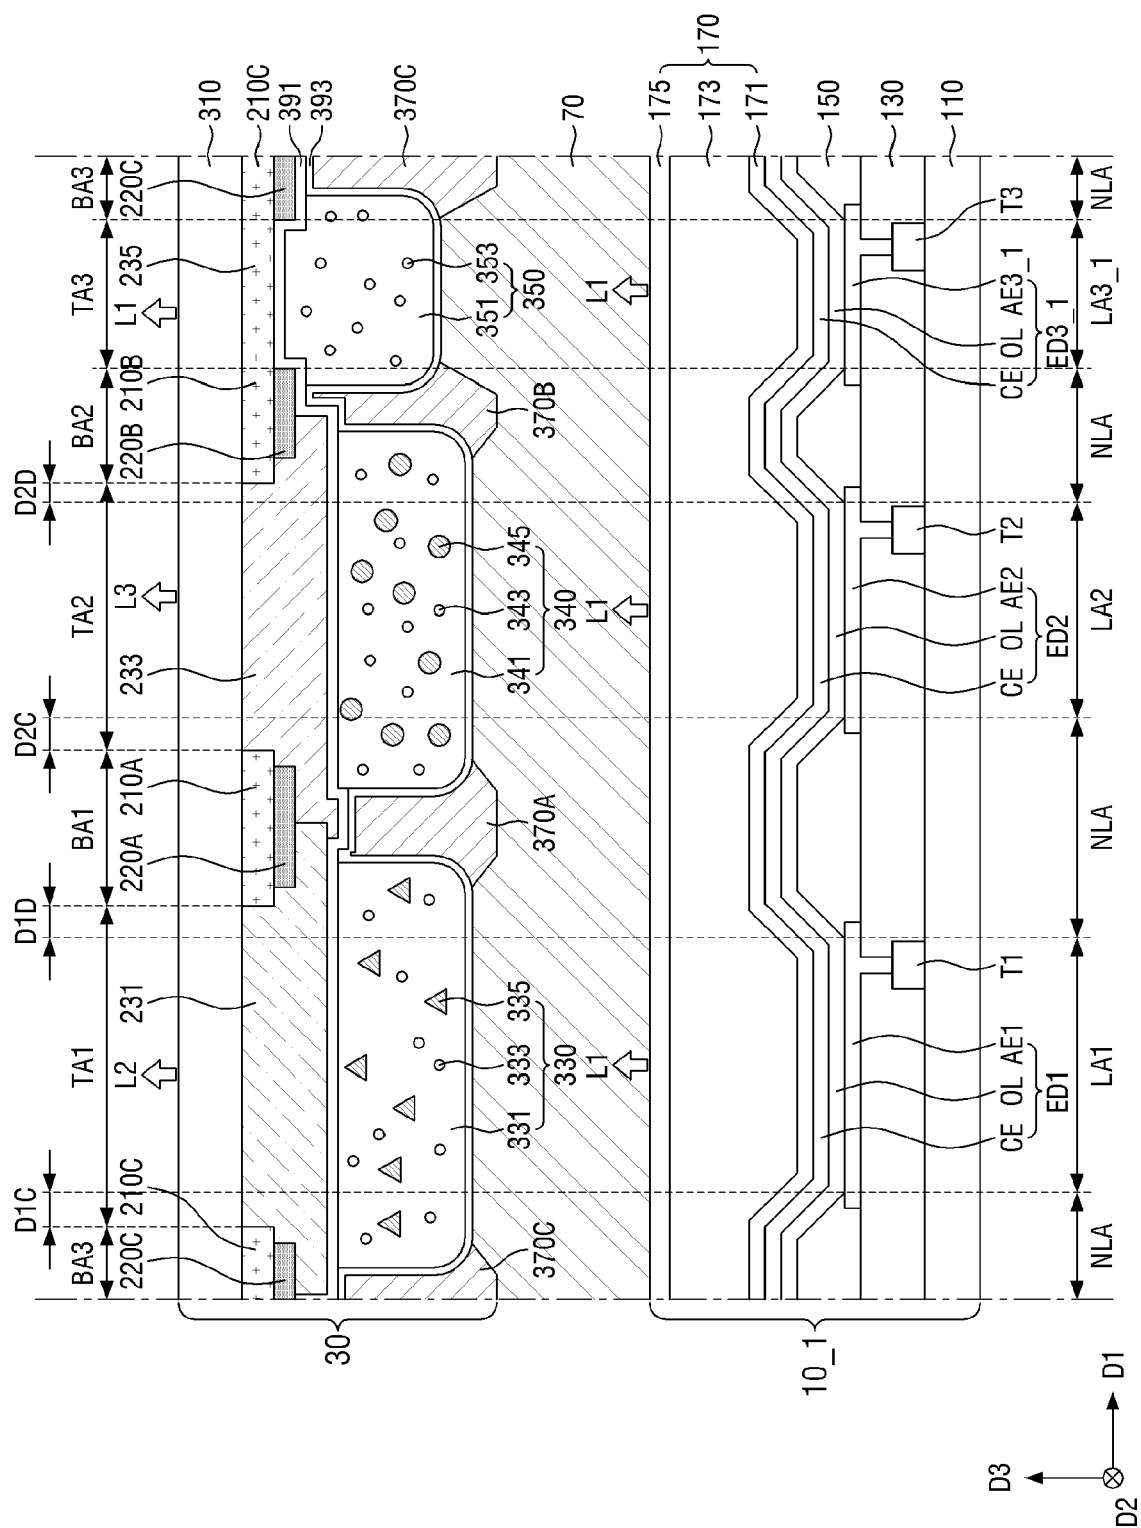 D1C D1D D2C D2D
BA3 TA1 BA1 TA2 BA2 TA3 BA3
220C 210C L2 231 220A 210A 233 L3 220B 210B L1 235 220C
310
210C
391
393
370C
70
175
173
170
171
150
130
110
30
10_1
331 333 335
330
341 343 345
340
351 353
350
370C 370A 370B
L1 L1 L1
CE OL AE1 T1
ED1
CE OL AE2 T2
ED2
CE OL AE3_1 T3
ED3_1
NLA LA1 NLA LA2 NLA LA3_1 NLA
D3
D2
D1